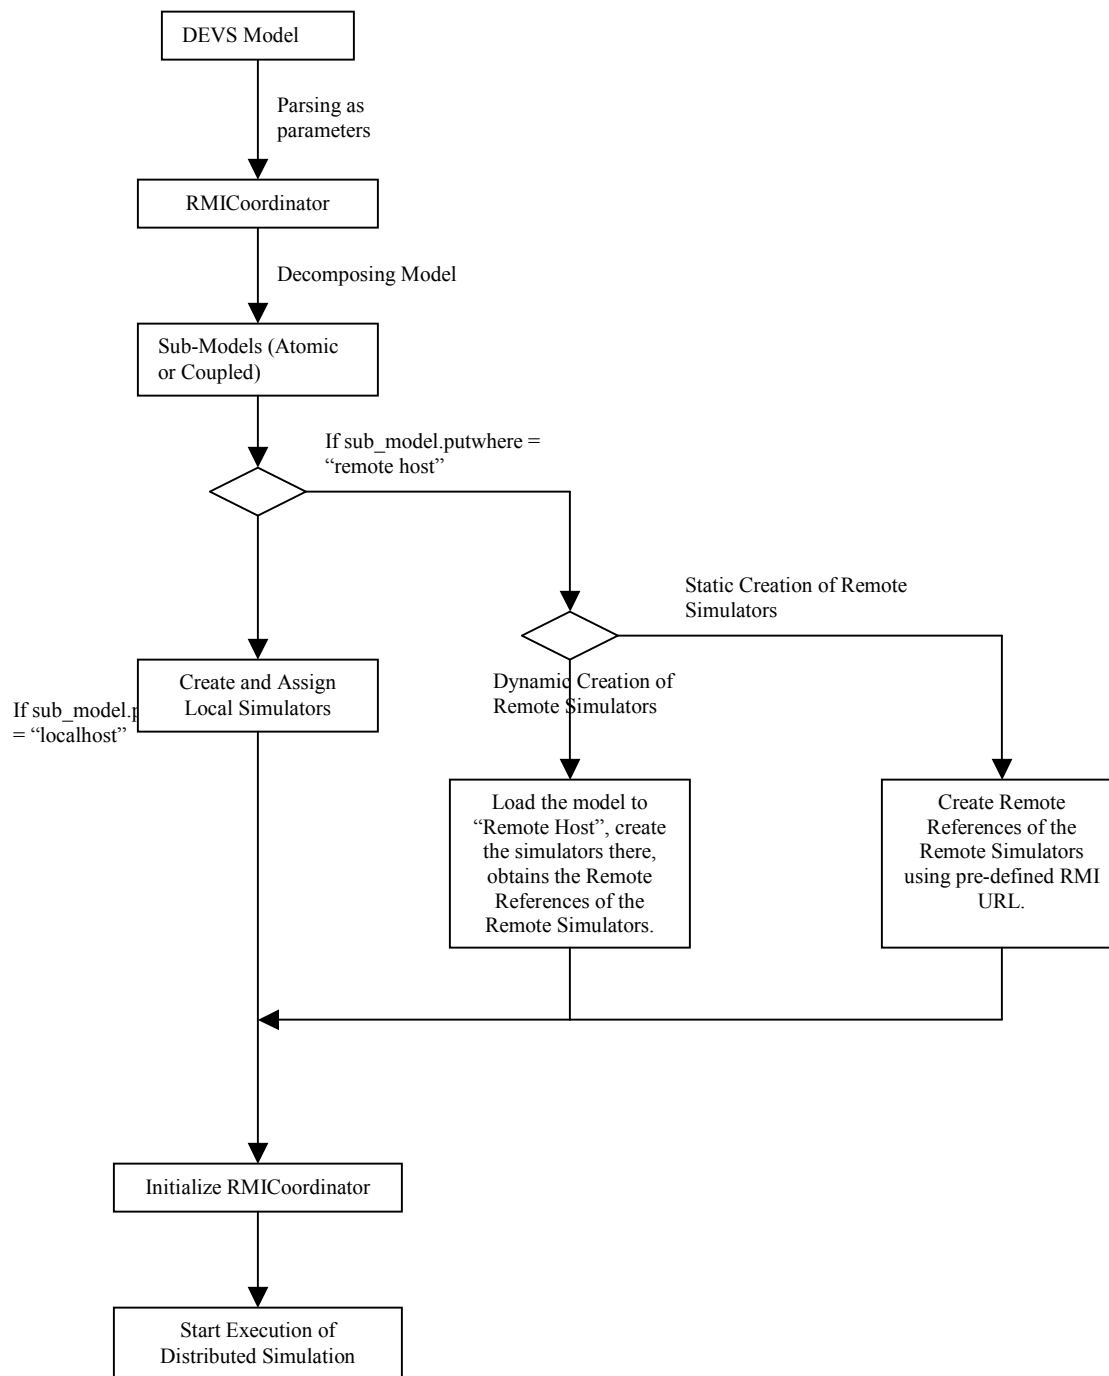 DEVS Model
Parsing as
parameters
RMICoordinator
Decomposing Model
Sub-Models (Atomic
or Coupled)
If sub_model.putwhere =
“remote host”
Static Creation of Remote
Simulators
Dynamic Creation of
Remote Simulators
Create and Assign
Local Simulators
If sub_model.
= “localhost”
Load the model to
“Remote Host”, create
the simulators there,
obtains the Remote
References of the
Remote Simulators.
Create Remote
References of the
Remote Simulators
using pre-defined RMI
URL.
Initialize RMICoordinator
Start Execution of
Distributed Simulation